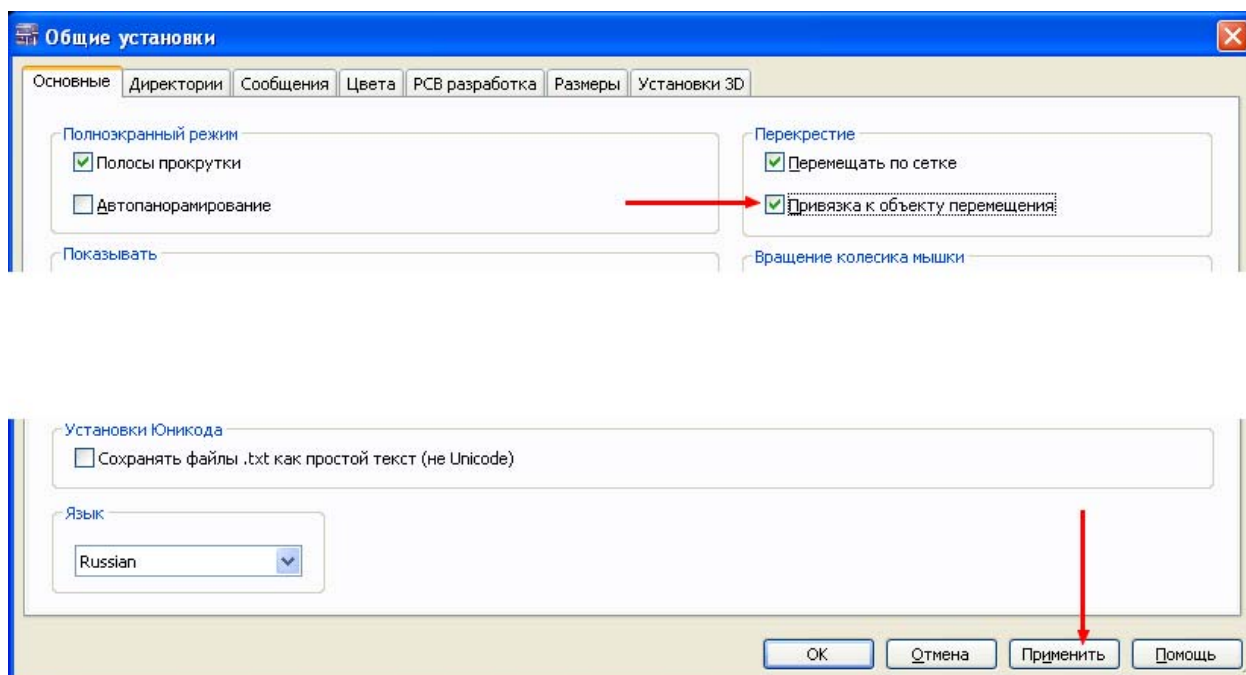 Общие установки
Основные Директории Сообщения Цвета PCB разработка Размеры Установки 3D
Полноэкранный режим
Полосы прокрутки
Автопанорамирование
Перекрестие
Перемещать по сетке
Привязка к объекту перемещения
Показывать
Вращение колесика мышки
Установки Юникода
Сохранять файлы .txt как простой текст (не Unicode)
Язык
Russian
OK Отмена Применить Помощь